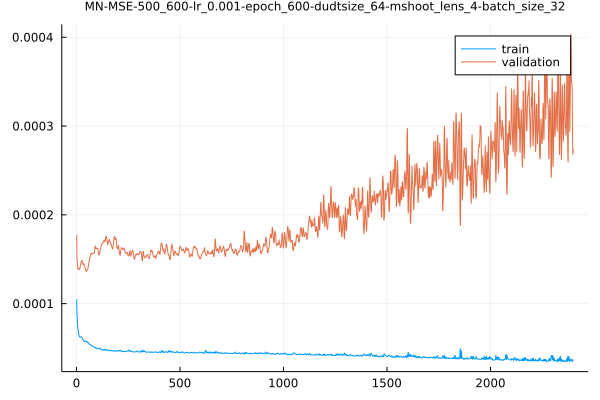 MN-MSE-500_600-lr_0.001-epoch_600-dudtsize_64-mshoot_lens_4-batch_size_32
0.0004
train
validation
0.0003
0.0002
0.0001
0 500 1000 1500 2000